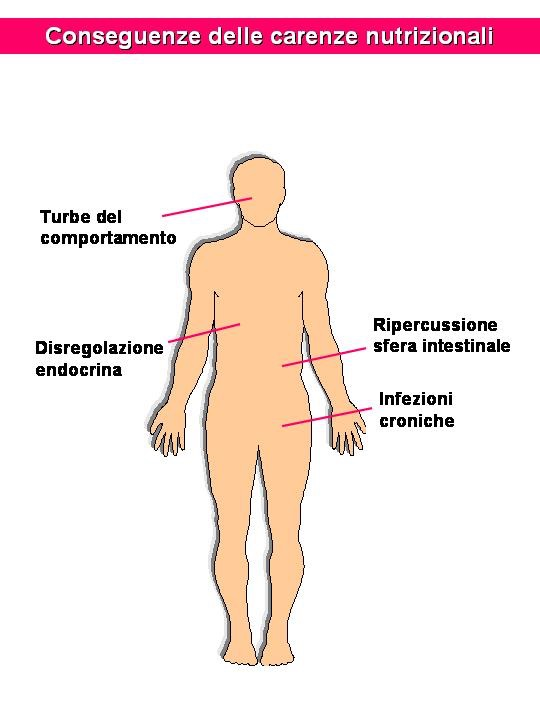 Conseguenze delle carenze nutrizionali
Turbe del
comportamento
Disregolazione
endocrina
Ripercussione
sfera intestinale
Infezioni
croniche